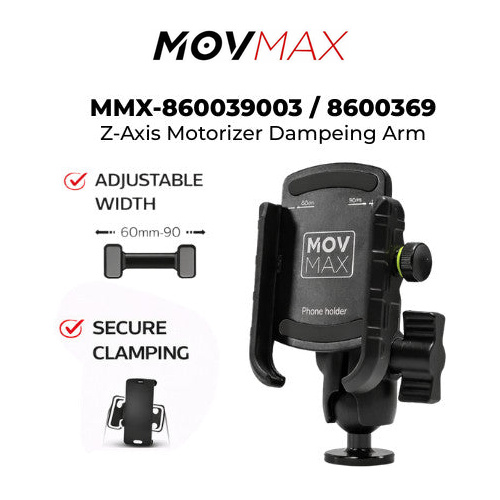 MOVMAX
MMX-860039003 / 8600369
Z-Axis Motorizer Dampeing Arm
ADJUSTABLE
WIDTH
60mm-90
SECURE
CLAMPING
MOV
MAX
Phone holder